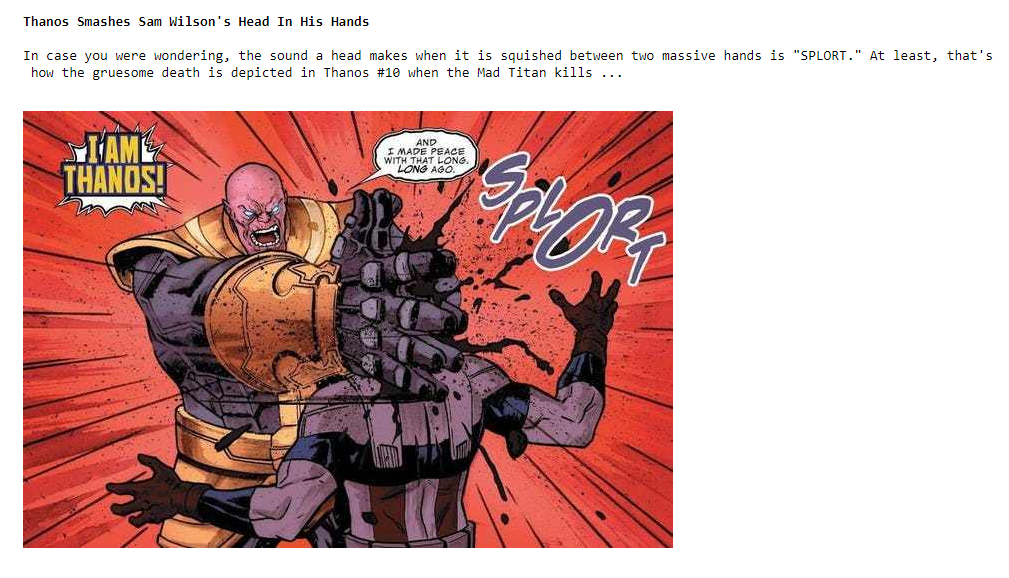 Thanos Smashes Sam Wilson's Head In His Hands
In case you were wondering, the sound a head makes when it is squished between two massive hands is "SPLORT." At least, that's
how the gruesome death is depicted in Thanos #10 when the Mad Titan kills ...
I AM
THANOS!
AND
I MADE PEACE
WITH THAT LONG.
LONG AGO.
SPLORT